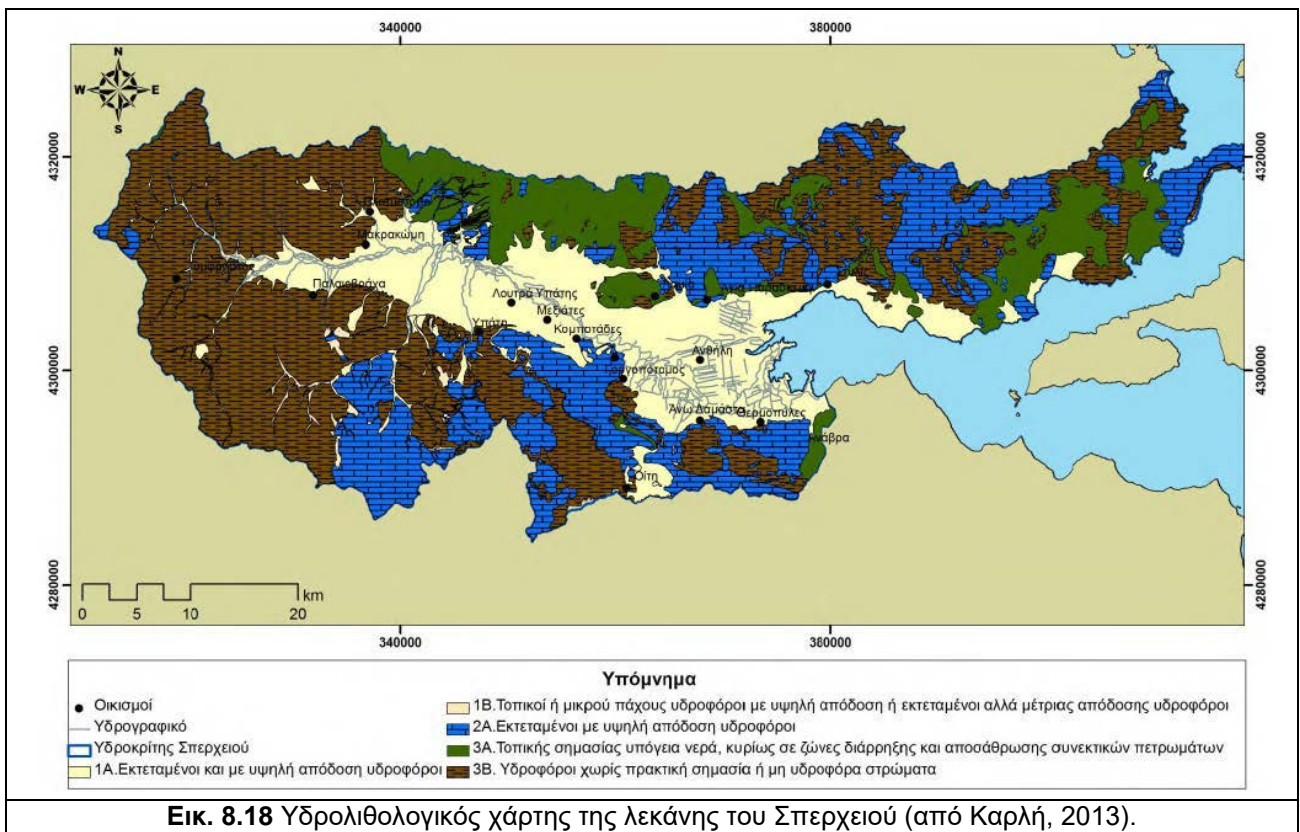 340000
380000
N
W E
S
4320000
4320000
Μακρακώμη
Παλαιοβράχα
Λουτρά Υπάτης
Μεξιάτες
Υπάτη
Κομποτάδες
4300000
Ανθήλη
4300000
Γοργοπόταμος
Άνω Δαμάστα
Θερμοπύλες
Ανάβρα
Οίτη
4280000
4280000
0 5 10 20 km
340000
380000
Υπόμνημα
Οικισμοί
Υδρογραφικό
Υδροκρίτης Σπερχειού
1Α.Εκτεταμένοι και με υψηλή απόδοση υδροφόροι
1Β.Τοπικοί ή μικρού πάχους υδροφόροι με υψηλή απόδοση ή εκτεταμένοι αλλά μέτριας απόδοσης υδροφόροι
2Α.Εκτεταμένοι με υψηλή απόδοση υδροφόροι
3Α.Τοπικής σημασίας υπόγεια νερά, κυρίως σε ζώνες διάρρηξης και αποσάθρωσης συνεκτικών πετρωμάτων
3Β. Υδροφόροι χωρίς πρακτική σημασία ή μη υδροφόρα στρώματα
Εικ. 8.18 Υδρολιθολογικός χάρτης της λεκάνης του Σπερχειού (από Καρλή, 2013).